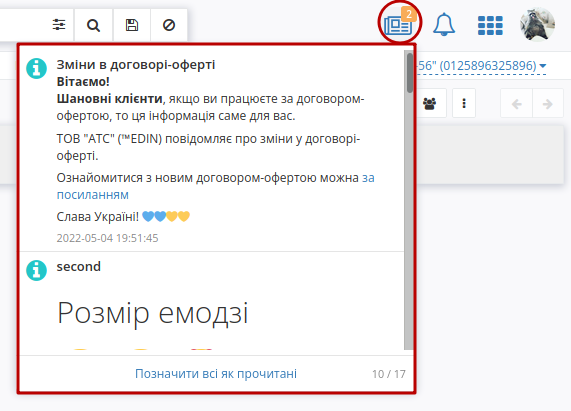 2
56" (0125896325896)
Зміни в договорі-оферті
Вітаємо!
Шановні клієнти, якщо ви працюєте за договором-
офертою, то ця інформація саме для вас.
ТОВ "АТС" (™EDIN) повідомляє про зміни у договорі-
оферті.
Ознайомитися з новим договором-офертою можна за
посиланням
Слава Україні! 💙💙💛💛
2022-05-04 19:51:45
second
Розмір емодзі
Позначити всі як прочитані
10 / 17